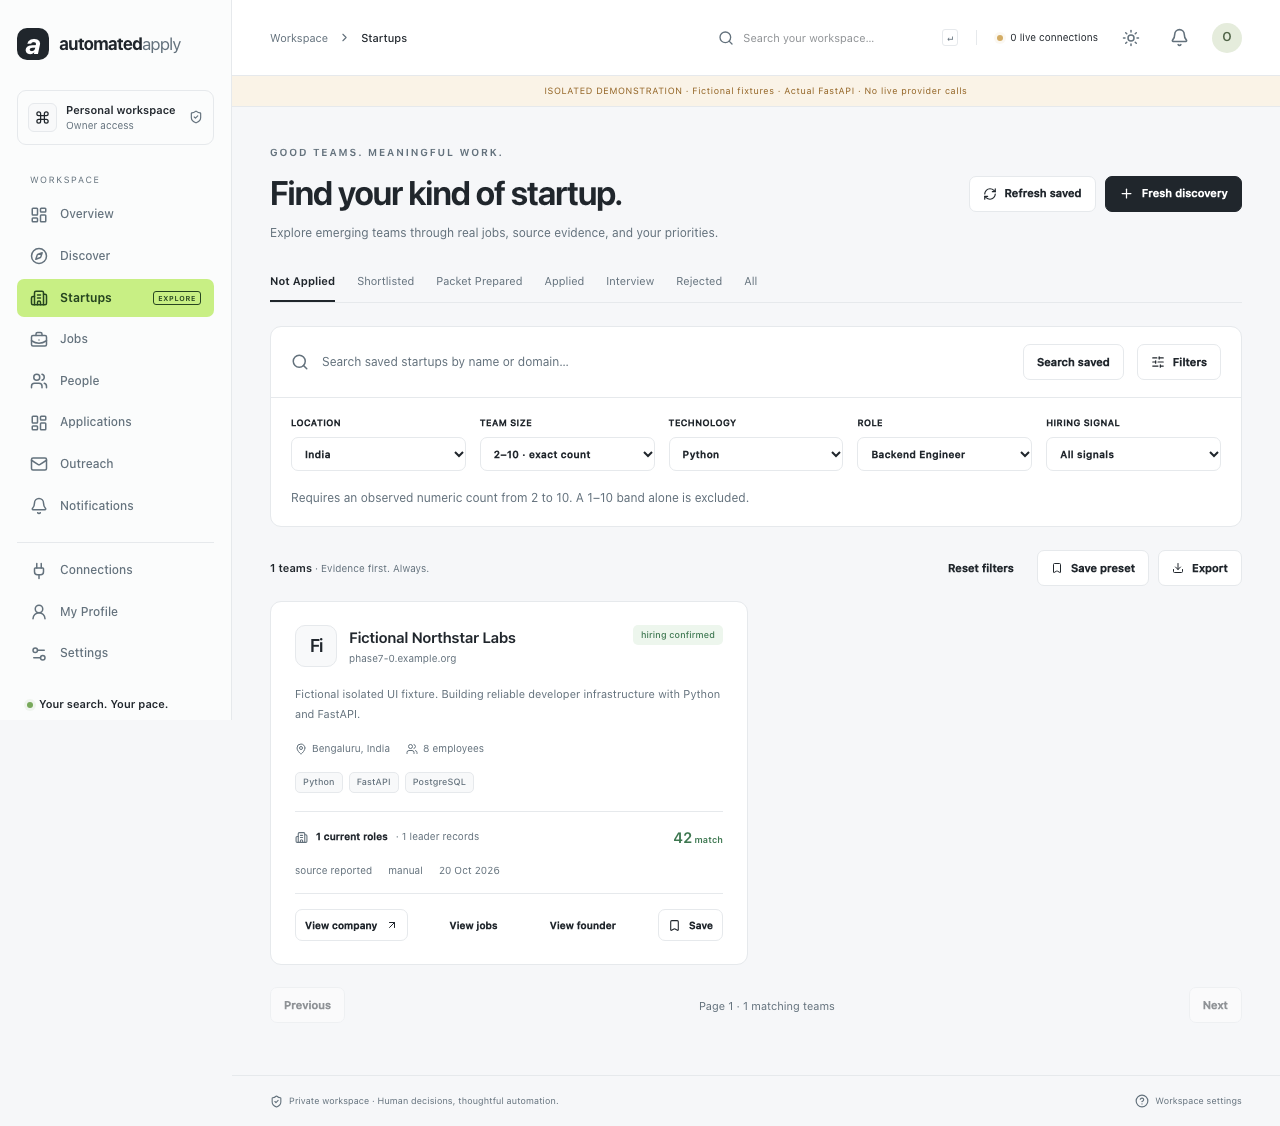 a automatedapply
Workspace > Startups
Search your workspace...
↵
0 live connections
O
ISOLATED DEMONSTRATION · Fictional fixtures · Actual FastAPI · No live provider calls
⌘ Personal workspace
Owner access
WORKSPACE
Overview
Discover
Startups EXPLORE
Jobs
People
Applications
Outreach
Notifications
Connections
My Profile
Settings
Your search. Your pace.
GOOD TEAMS. MEANINGFUL WORK.
Find your kind of startup.
Refresh saved
Fresh discovery
Explore emerging teams through real jobs, source evidence, and your priorities.
Not Applied Shortlisted Packet Prepared Applied Interview Rejected All
Search saved startups by name or domain...
Search saved
Filters
LOCATION TEAM SIZE TECHNOLOGY ROLE HIRING SIGNAL
India 2–10 · exact count Python Backend Engineer All signals
Requires an observed numeric count from 2 to 10. A 1–10 band alone is excluded.
1 teams · Evidence first. Always.
Reset filters
Save preset
Export
Fi
Fictional Northstar Labs
hiring confirmed
phase7-0.example.org
Fictional isolated UI fixture. Building reliable developer infrastructure with Python
and FastAPI.
Bengaluru, India 8 employees
Python FastAPI PostgreSQL
1 current roles · 1 leader records
42 match
source reported manual 20 Oct 2026
View company View jobs View founder Save
Previous
Page 1 · 1 matching teams
Next
Private workspace · Human decisions, thoughtful automation.
Workspace settings